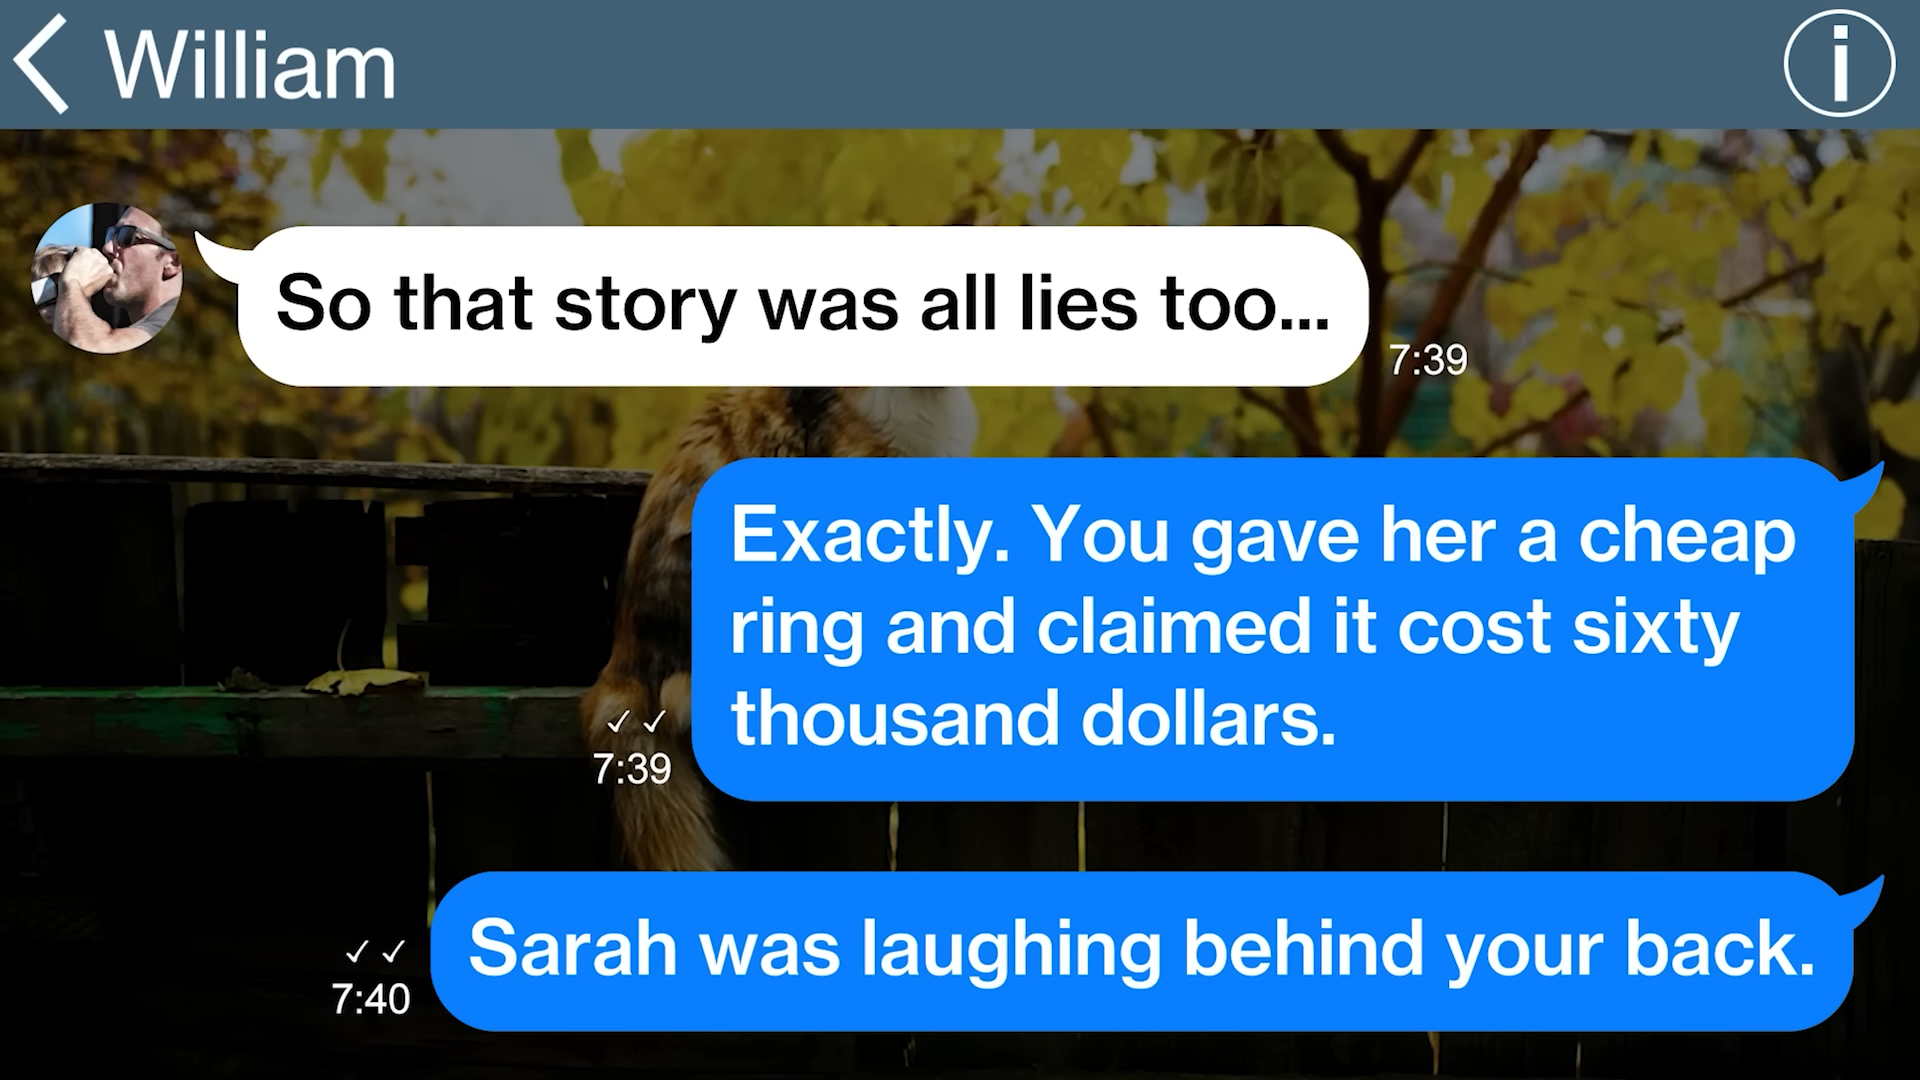 William
So that story was all lies too...
7:39
Exactly. You gave her a cheap
ring and claimed it cost sixty
thousand dollars.
7:39
Sarah was laughing behind your back.
7:40